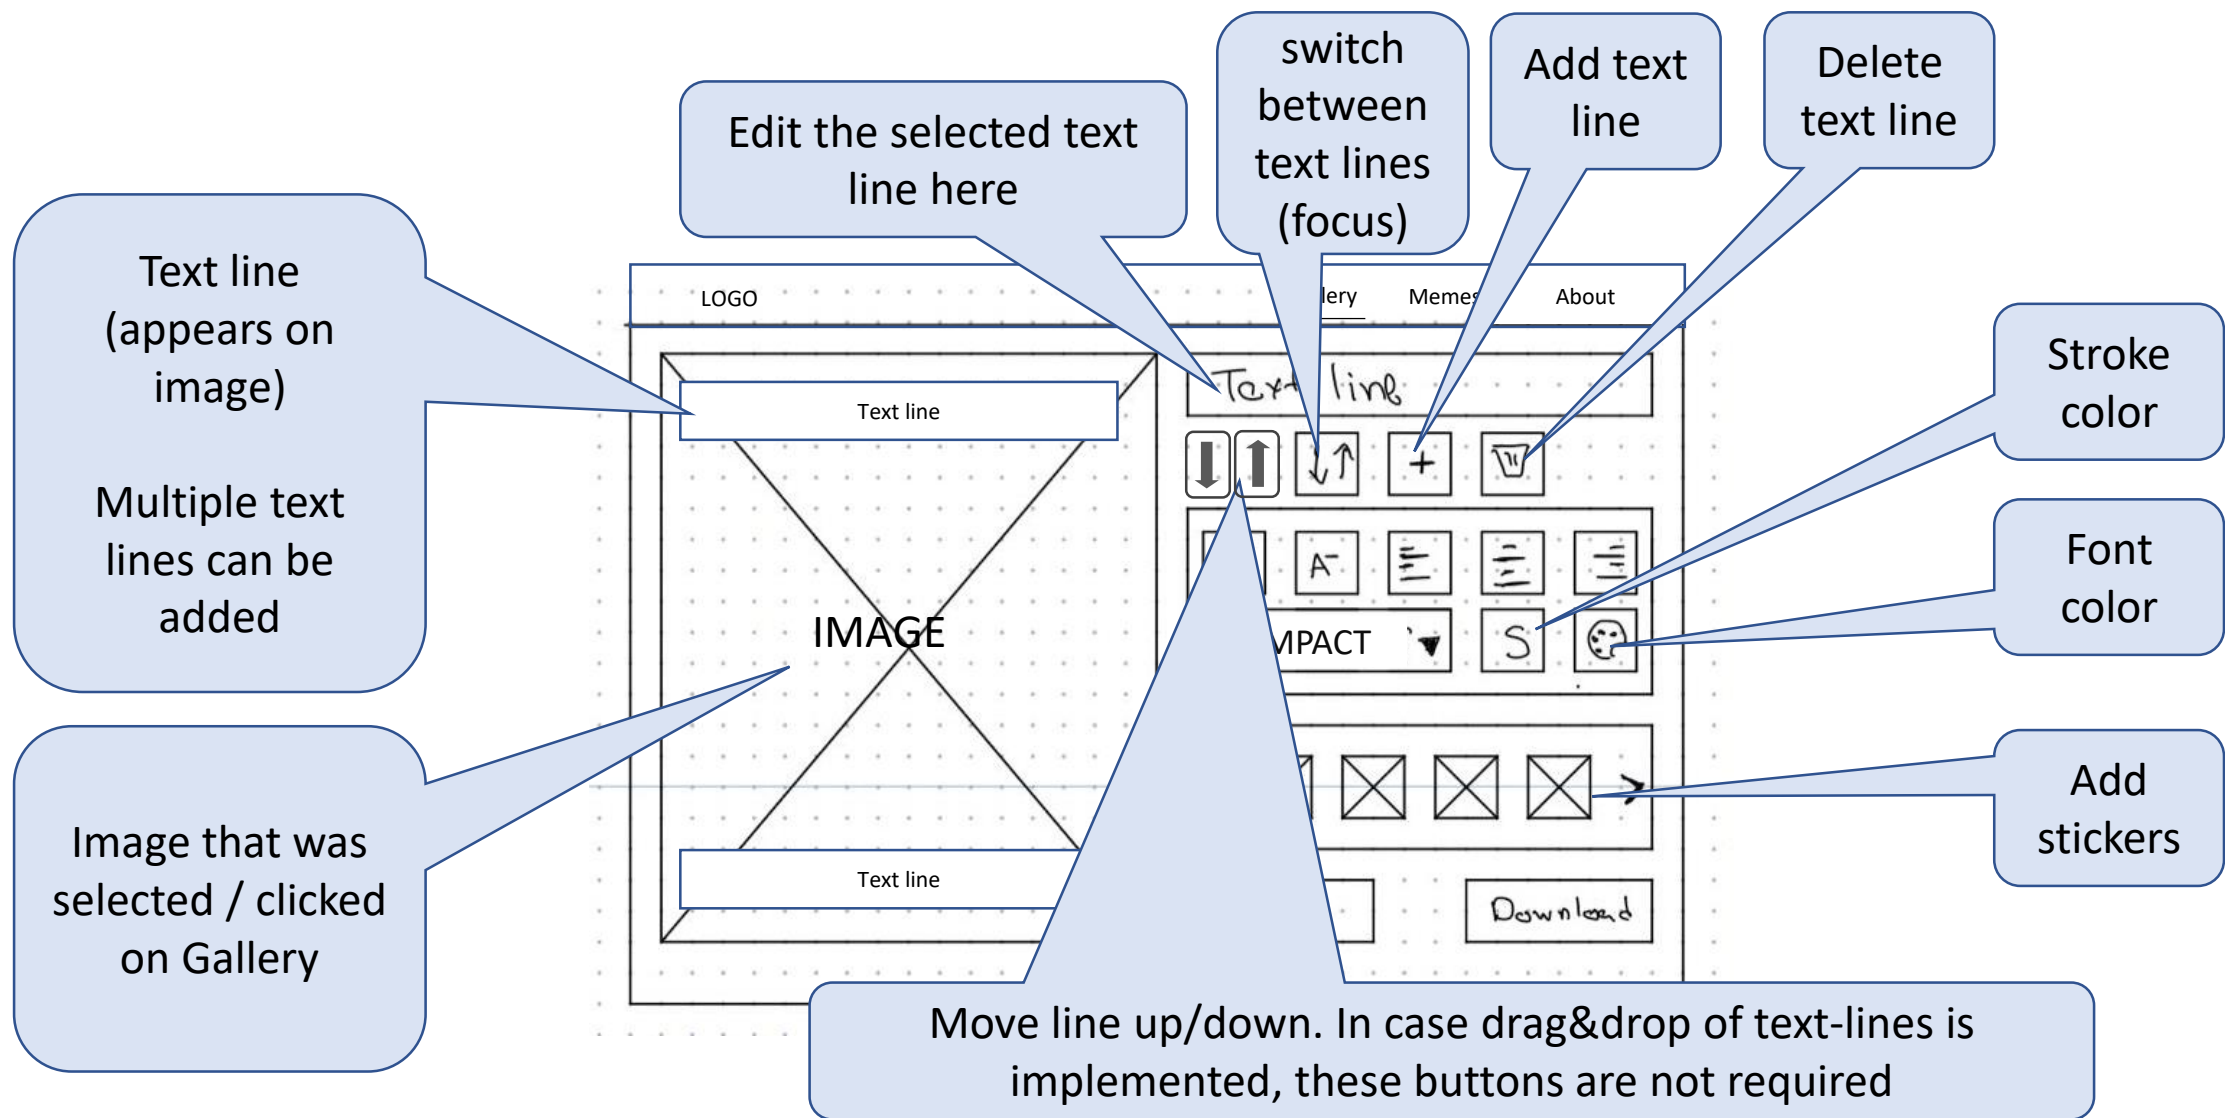 switch
between
text lines
(focus)
Add text
line
Delete
text line
Edit the selected text
line here
Text line
(appears on
image)
Multiple text
lines can be
added
LOGO
lery
Memes
About
Stroke
color
Text line
Text line
A-
Font
color
IMAGE
MPACT
S
Add
stickers
Image that was
selected / clicked
on Gallery
Text line
Download
Move line up/down. In case drag&drop of text-lines is
implemented, these buttons are not required